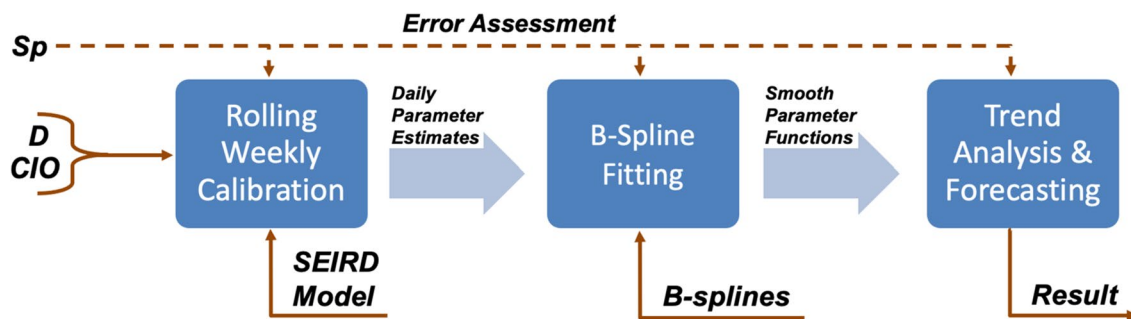 Error Assessment
Sp
D
CIO
Rolling
Weekly
Calibration
Daily
Parameter
Estimates
B-Spline
Fitting
Smooth
Parameter
Functions
Trend
Analysis &
Forecasting
SEIRD
Model
B-splines
Result